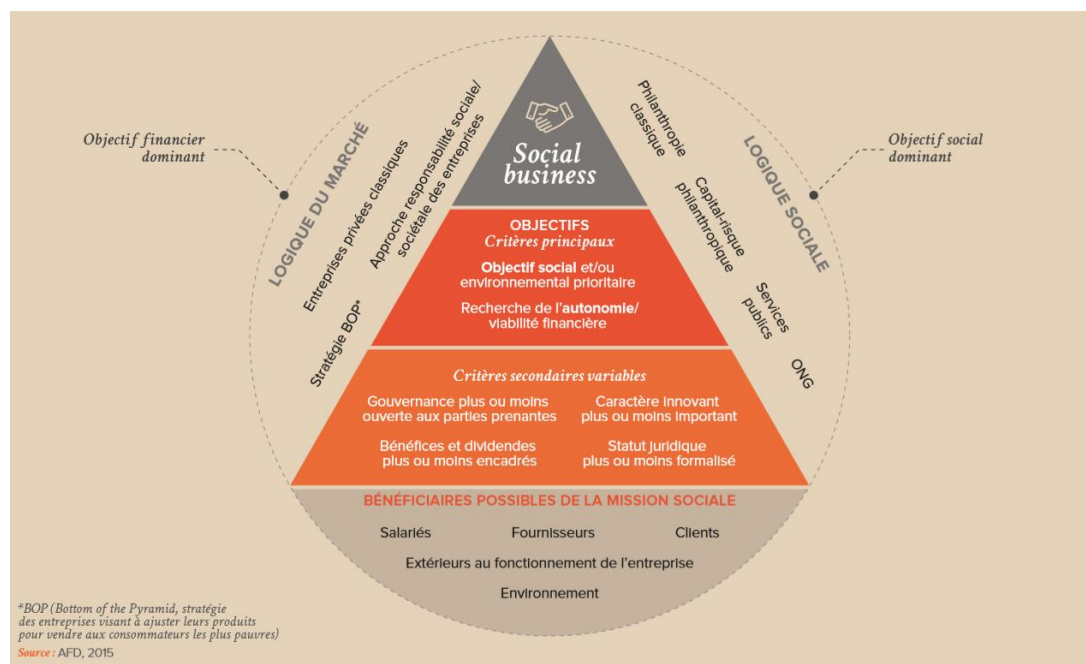 Objectif financier
dominant
LOGIQUE DU MARCHÉ
Entreprises privées classiques
Approche responsabilité sociale/
sociétale des entreprises
Stratégie BOP*
Social
business
OBJECTIFS
Critères principaux
Objectif social et/ou
environnemental prioritaire
Recherche de l'autonomie/
viabilité financière
Critères secondaires variables
Gouvernance plus ou moins
ouverte aux parties prenantes
Caractère innovant
plus ou moins important
Bénéfices et dividendes
plus ou moins encadrés
Statut juridique
plus ou moins formalisé
Philanthropie
classique
Capital-risque
philanthropique
Services
publics
ONG
LOGIQUE SOCIALE
Objectif social
dominant
BÉNÉFICIAIRES POSSIBLES DE LA MISSION SOCIALE
Salariés Fournisseurs Clients
Extérieurs au fonctionnement de l'entreprise
Environnement
*BOP (Bottom of the Pyramid, stratégie
des entreprises visant à ajuster leurs produits
pour vendre aux consommateurs les plus pauvres)
Source : AFD, 2015